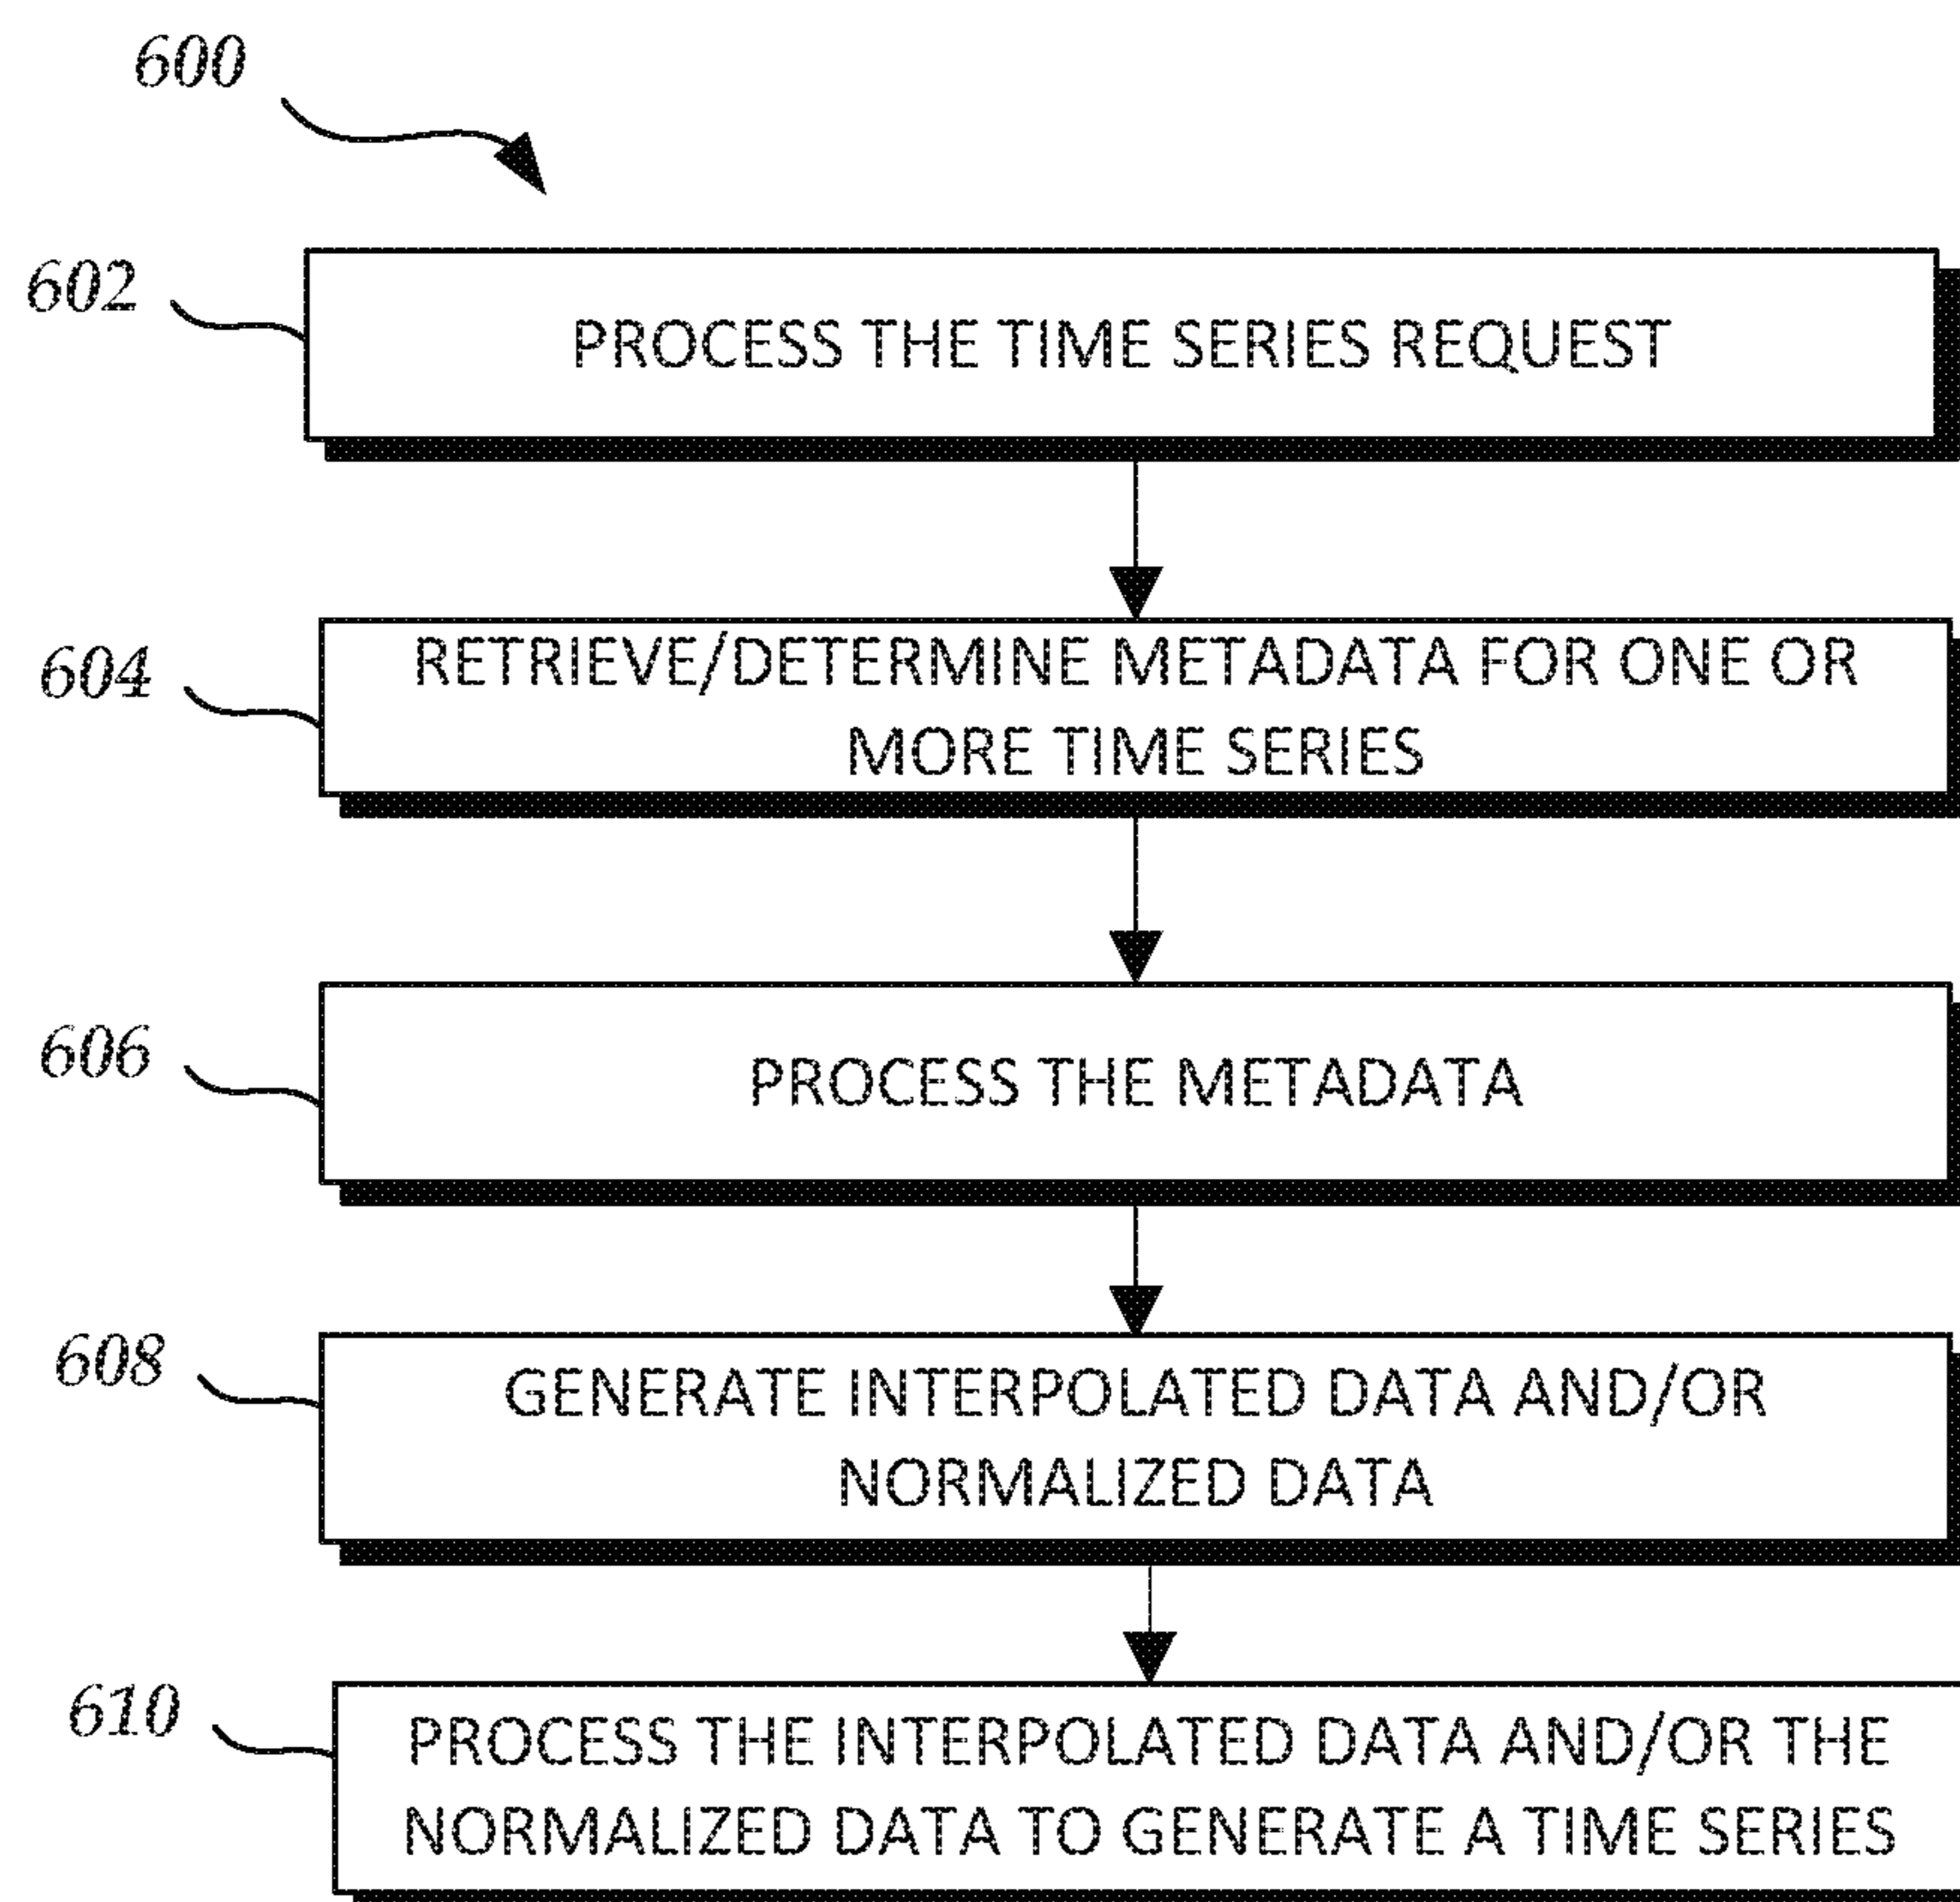 600
602
PROCESS THE TIME SERIES REQUEST
604
RETRIEVE/DETERMINE METADATA FOR ONE OR
MORE TIME SERIES
606
PROCESS THE METADATA
608
GENERATE INTERPOLATED DATA AND/OR
NORMALIZED DATA
610
PROCESS THE INTERPOLATED DATA AND/OR THE
NORMALIZED DATA TO GENERATE A TIME SERIES